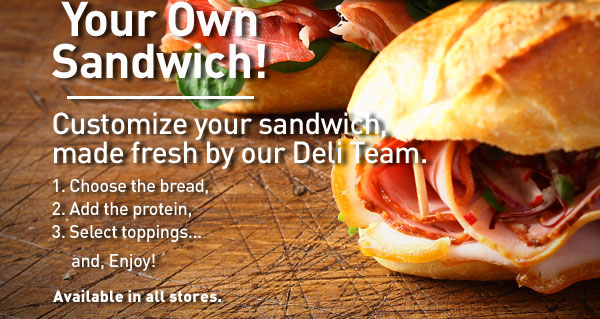 Your Own
Sandwich!
Customize your sandwich,
made fresh by our Deli Team.
1. Choose the bread,
2. Add the protein,
3. Select toppings...
and, Enjoy!
Available in all stores.